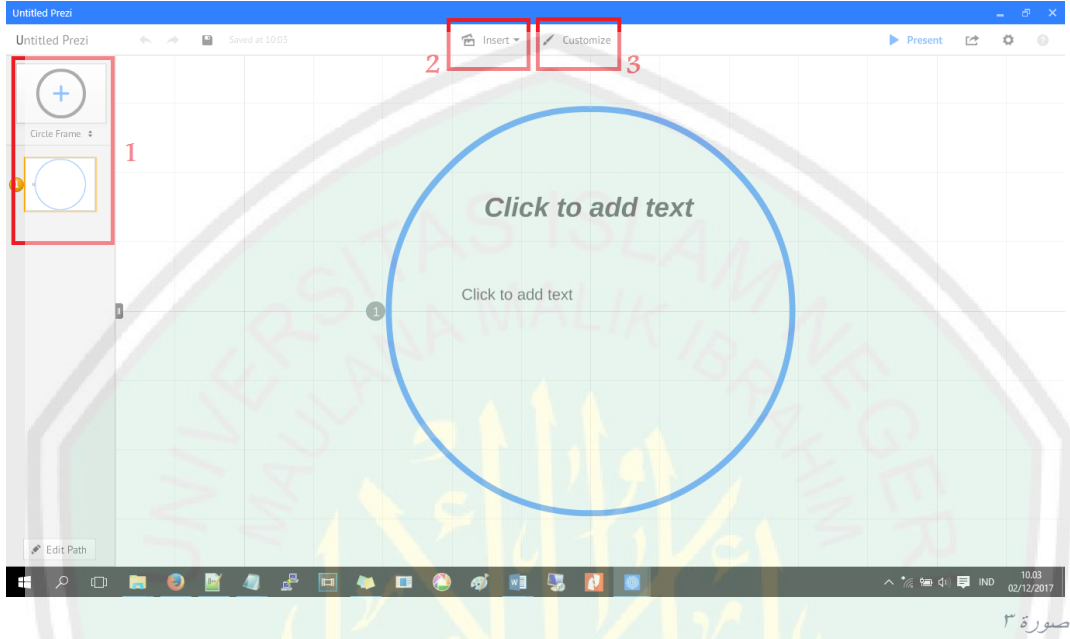 Untitled Prezi
Untitled Prezi Saved at 10:03 Insert Customize Present
2 3
Circle Frame
1
1
Click to add text
Click to add text
1
Edit Path
IND 10.03
02/12/2017
صورة ٣
UNIVERSITAS ISLAM NEGERI
MAULANA MALIK IBRAHIM